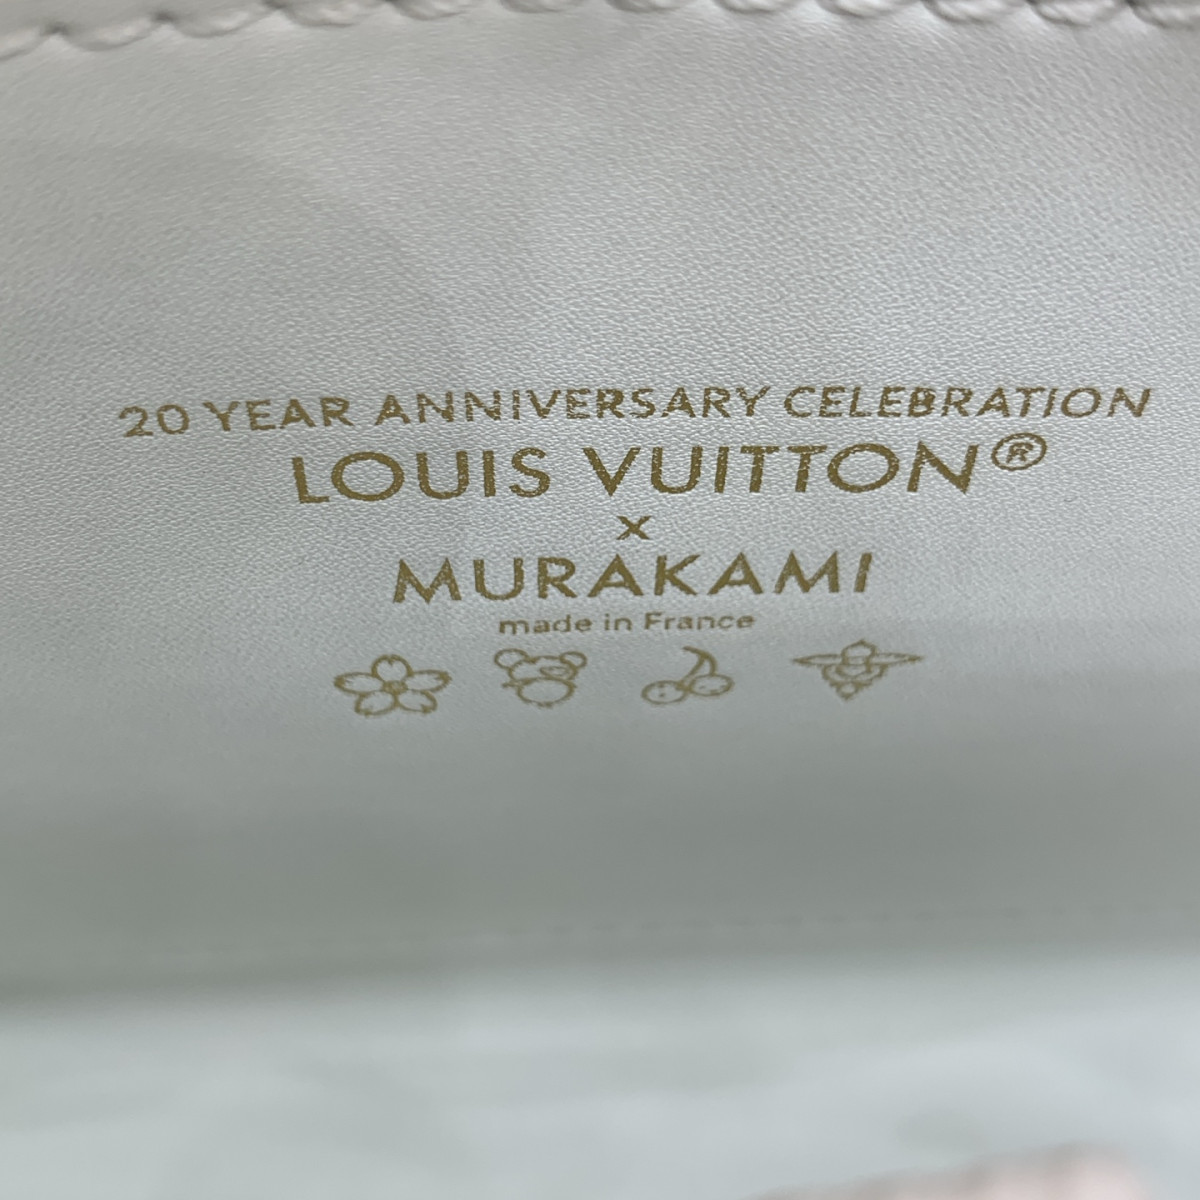 20 YEAR ANNIVERSARY CELEBRATION
LOUIS VUITTON®
x
MURAKAMI
made in France